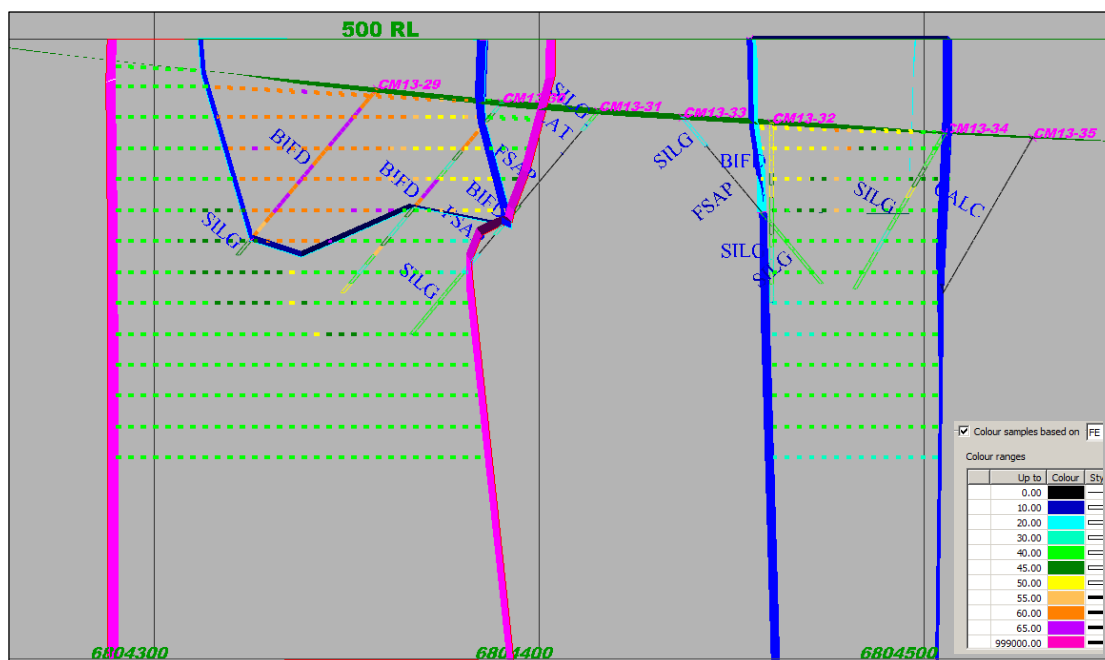 500 RL
CM13-29
CM13-31
CM13-33
CM13-32
CM13-34
CM13-35
SILG
BIFD
FSAP
SILG
BIFD
SILG
BIFD
FSAP
SILG
SILG
CALC
SILG
SILG
6804300
6804400
6804500
Colour samples based on FE
Colour ranges
Up to Colour Sty
0.00
10.00
20.00
30.00
40.00
45.00
50.00
55.00
60.00
65.00
999000.00